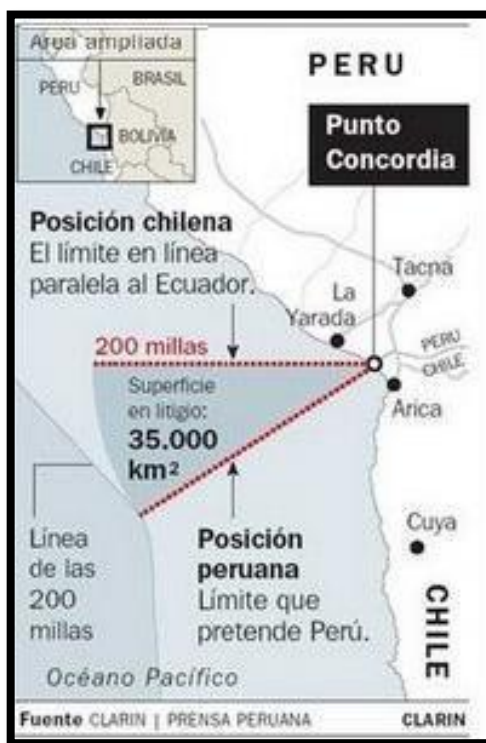 Area ampliada
PERU
BRASIL
BOLIVIA
CHILE
PERU
Punto
Concordia
Posición chilena
El límite en línea
paralela al Ecuador.
Tacna
La
Yarada
200 millas
PERU
CHILE
Superficie
en litigio:
35.000
km²
Arica
Línea
de las
200
millas
Posición
peruana
Límite que
pretende Perú.
Cuya
CHILE
Océano Pacífico
Fuente CLARIN | PRENSA PERUANA
CLARIN